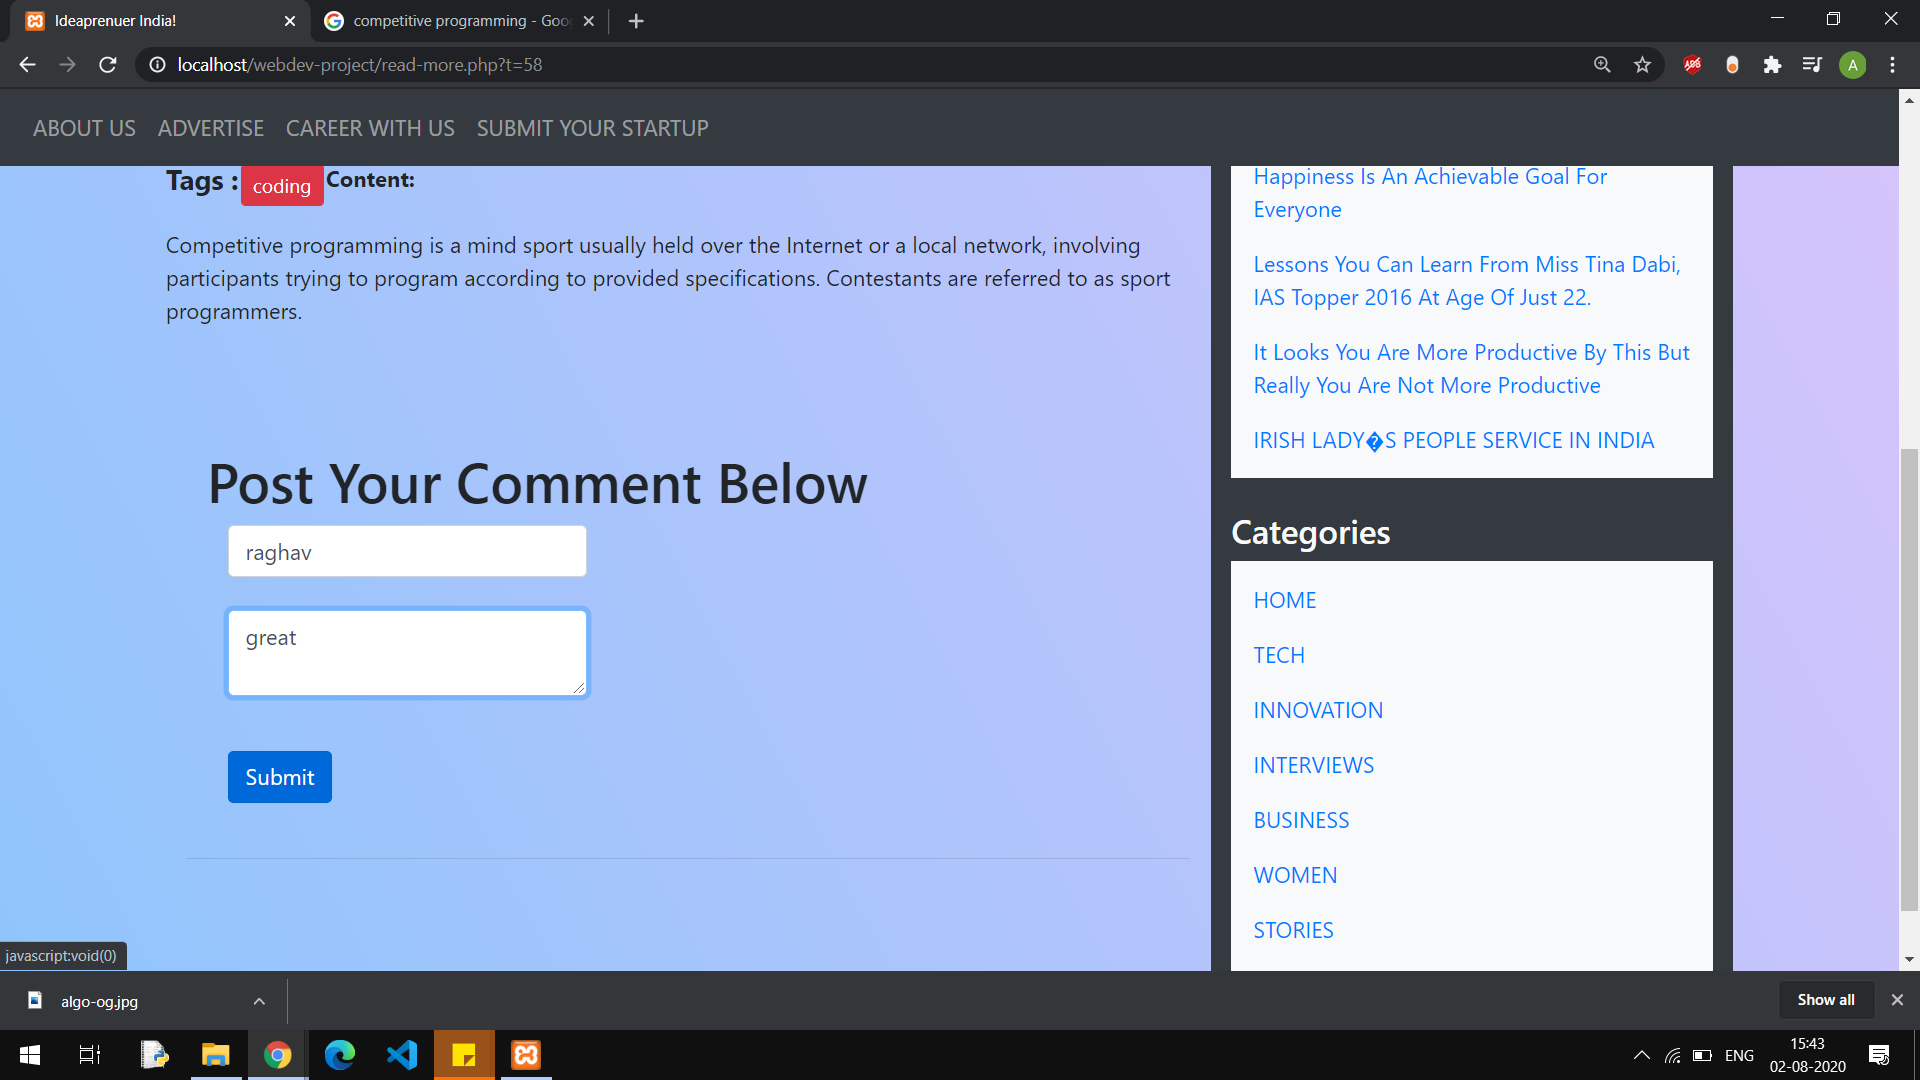 Ideaprenuer India!
competitive programming - Goo
localhost/webdev-project/read-more.php?t=58
A
ABOUT US ADVERTISE CAREER WITH US SUBMIT YOUR STARTUP
Tags : coding Content:
Competitive programming is a mind sport usually held over the Internet or a local network, involving
participants trying to program according to provided specifications. Contestants are referred to as sport
programmers.
Post Your Comment Below
raghav
great
Submit
Happiness Is An Achievable Goal For
Everyone
Lessons You Can Learn From Miss Tina Dabi,
IAS Topper 2016 At Age Of Just 22.
It Looks You Are More Productive By This But
Really You Are Not More Productive
IRISH LADY�S PEOPLE SERVICE IN INDIA
Categories
HOME
TECH
INNOVATION
INTERVIEWS
BUSINESS
WOMEN
STORIES
javascript:void(0)
algo-og.jpg
Show all
ENG
15:43
02-08-2020